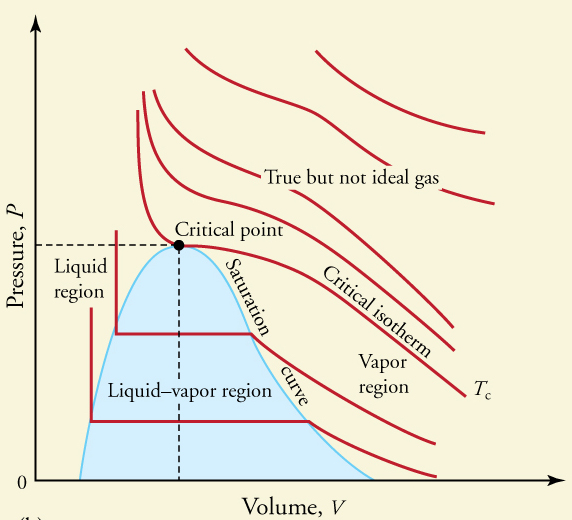 Pressure, P
True but not ideal gas
Critical point
Liquid
region
Saturation
curve
Critical isotherm
Vapor
region
Liquid–vapor region
Tc
0
Volume, V